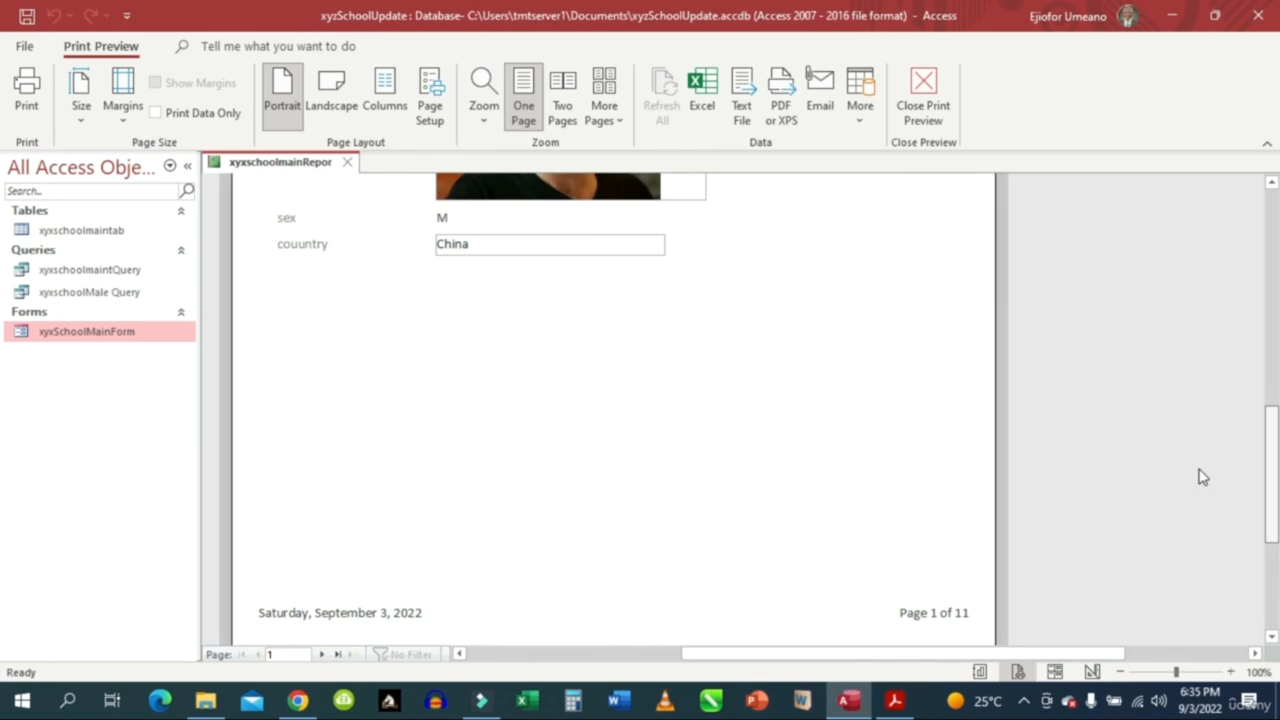 xyzSchoolUpdate : Database- C:\Users\tmtserver1\Documents\xyzSchoolUpdate.accdb (Access 2007 - 2016 file format) - Access
Ejiofor Umeano
File
Print Preview
Tell me what you want to do
Print
Size
Margins
Show Margins
Print Data Only
Portrait
Landscape
Columns
Page Setup
Zoom
One Page
Two Pages
More Pages
Refresh All
Excel
Text File
PDF or XPS
Email
More
Close Print Preview
Print
Page Size
Page Layout
Zoom
Data
Close Preview
All Access Obje...
Search...
Tables
xyxschoolmaintab
Queries
xyxschoolmaintQuery
xyxschoolMale Query
Forms
xyxSchoolMainForm
xyxschoolmainRepor
sex M
couuntry China
Saturday, September 3, 2022 Page 1 of 11
Page: 1 No Filter
Ready
100%
25°C
6:35 PM
9/3/2022
udemy